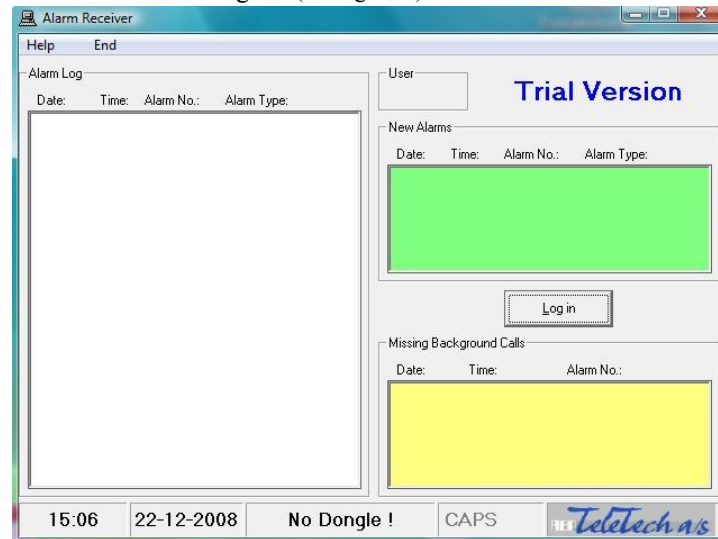 Alarm Receiver
Help End
Alarm Log
Date: Time: Alarm No.: Alarm Type:
User
Trial Version
New Alarms
Date: Time: Alarm No.: Alarm Type:
Log in
Missing Background Calls
Date: Time: Alarm No.:
15:06 22-12-2008 No Dongle ! CAPS TeleTech a/s